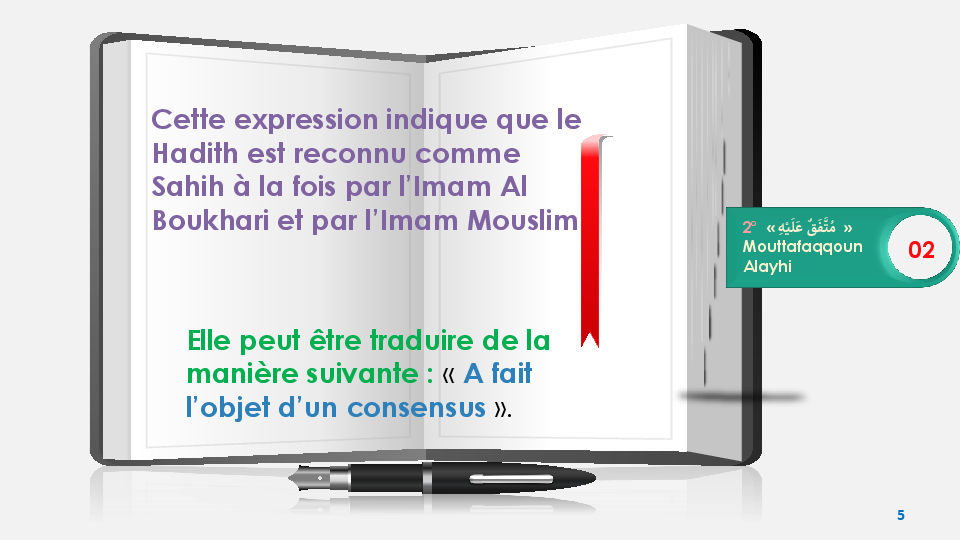 Cette expression indique que le
Hadith est reconnu comme
Sahih à la fois par l’Imam Al
Boukhari et par l’Imam Mouslim
Elle peut être traduire de la
manière suivante : « A fait
l’objet d’un consensus ».
2° « مُتَّفَقٌ عَلَيْهِ »
Mouttafaqqoun
Alayhi
02
5